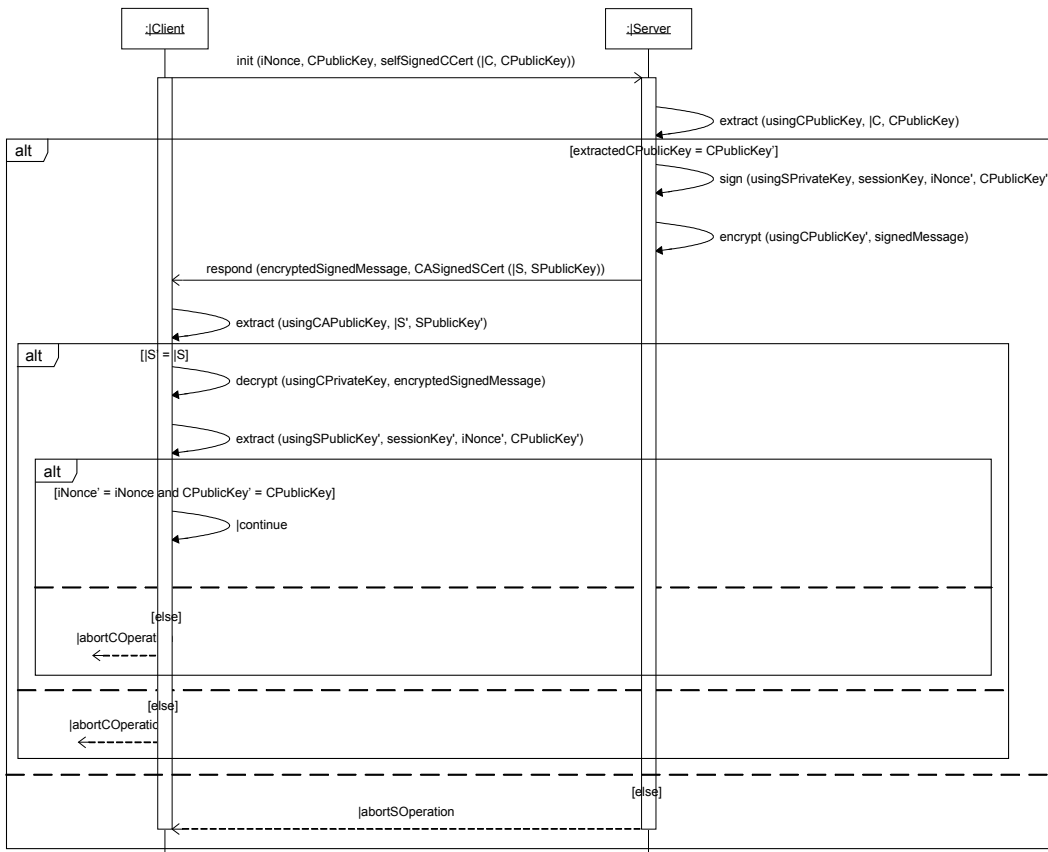 :|Client
:|Server
init (iNonce, CPublicKey, selfSignedCCert (|C, CPublicKey))
extract (usingCPublicKey, |C, CPublicKey)
alt
[extractedCPublicKey = CPublicKey’]
sign (usingSPrivateKey, sessionKey, iNonce', CPublicKey'
encrypt (usingCPublicKey', signedMessage)
respond (encryptedSignedMessage, CASignedSCert (|S, SPublicKey))
extract (usingCAPublicKey, |S', SPublicKey')
alt
[|S' = |S]
decrypt (usingCPrivateKey, encryptedSignedMessage)
extract (usingSPublicKey', sessionKey', iNonce', CPublicKey')
alt
[iNonce’ = iNonce and CPublicKey’ = CPublicKey]
|continue
[else]
|abortCOperati
[else]
|abortCOperatic
[else]
|abortSOperation